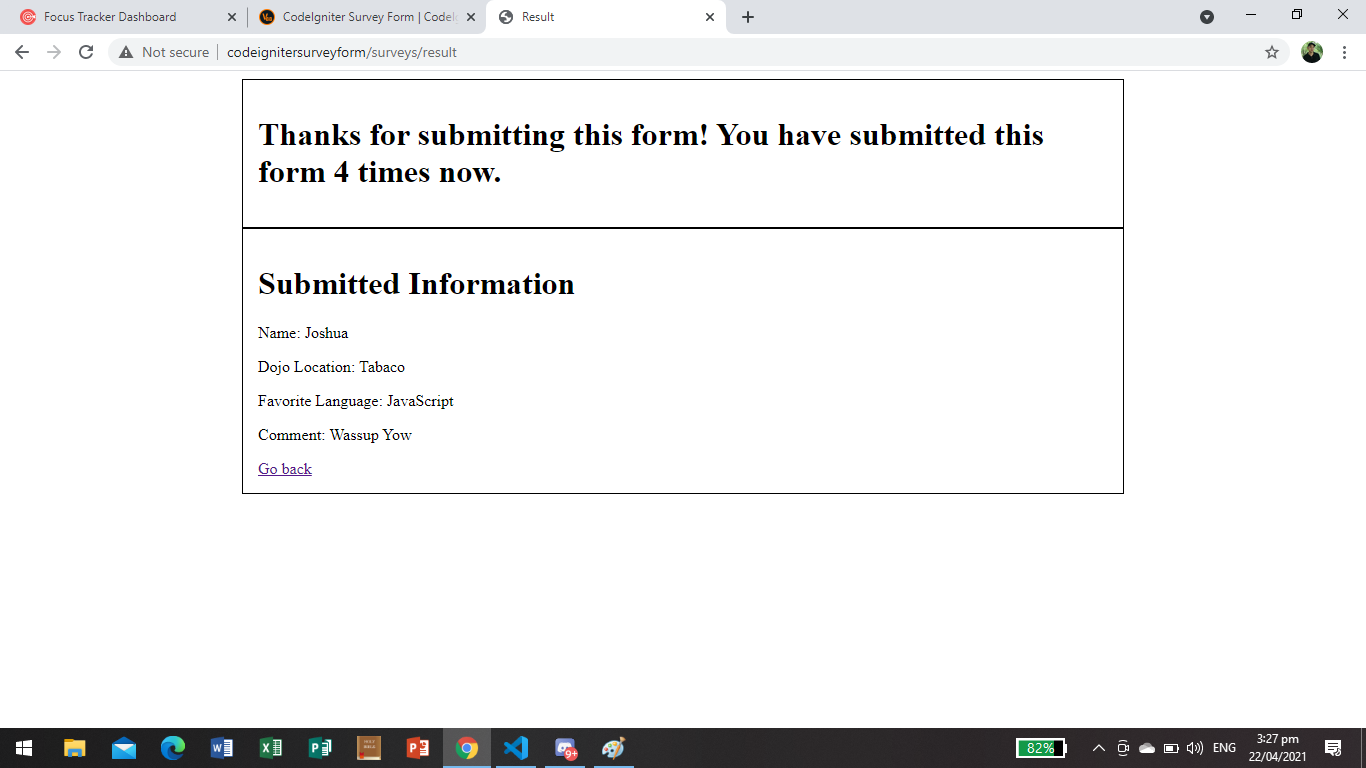 Focus Tracker Dashboard
CodeIgniter Survey Form | CodeIg
Result
Not secure
codeignitersurveyform/surveys/result
Thanks for submitting this form! You have submitted this
form 4 times now.
Submitted Information
Name: Joshua
Dojo Location: Tabaco
Favorite Language: JavaScript
Comment: Wassup Yow
Go back
9+
82%
ENG
3:27 pm
22/04/2021